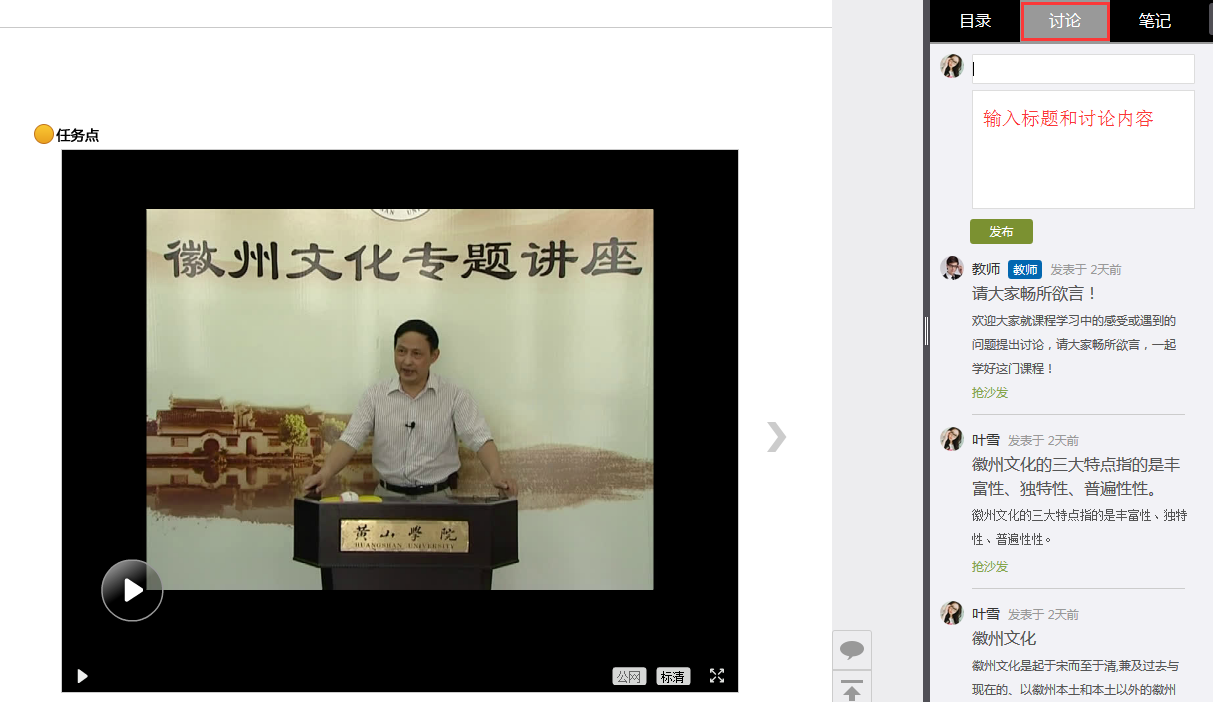 目录
讨论
笔记
任务点
徽州文化专题讲座
黄山學院
HUANGSHAN UNIVERSITY
公网
标清
输入标题和讨论内容
发布
教师 教师 发表于 2天前
请大家畅所欲言！
欢迎大家就课程学习中的感受或遇到的
问题提出讨论，请大家畅所欲言，一起
学好这门课程！
抢沙发
叶雪 发表于 2天前
徽州文化的三大特点指的是丰
富性、独特性、普遍性性。
徽州文化的三大特点指的是丰富性、独特
性、普遍性性。
抢沙发
叶雪 发表于 2天前
徽州文化
徽州文化是起于宋而至于清,兼及过去与
现在的、以徽州本土和本土以外的徽州